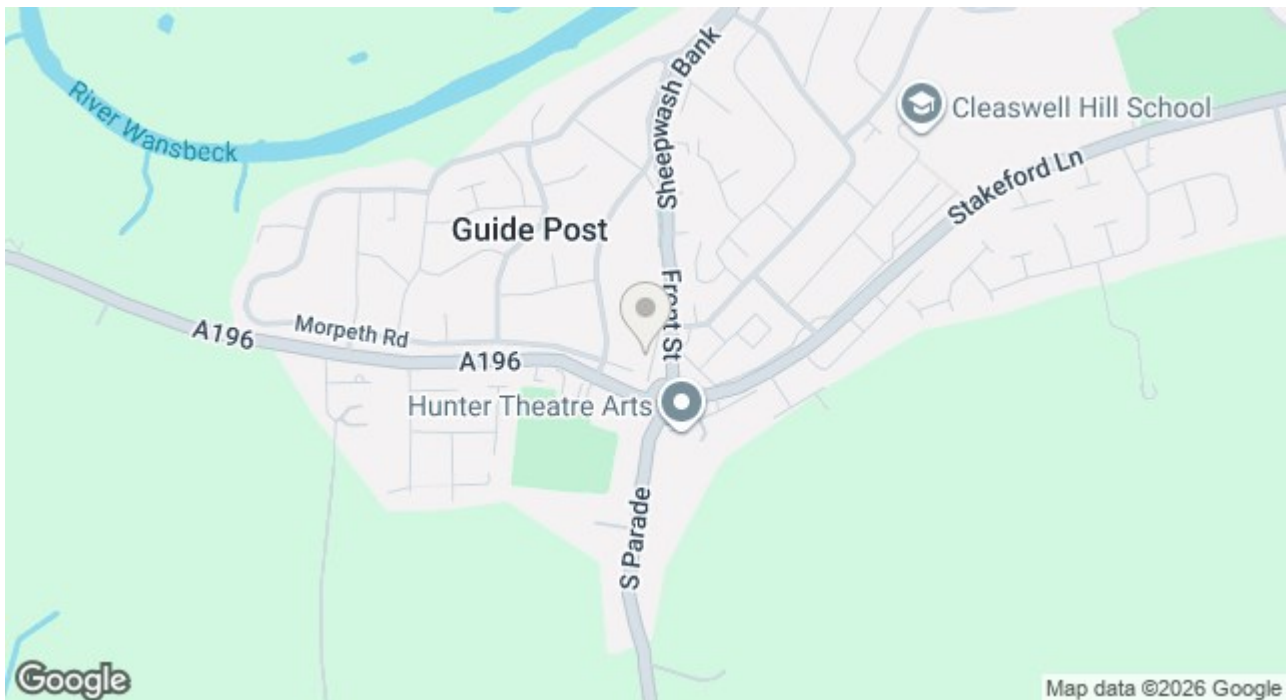 River Wansbeck
Sheepwash Bank
Cleaswell Hill School
Stakeford Ln
Guide Post
Front St
Morpeth Rd
A196
A196
Hunter Theatre Arts
S Parade
Google
Map data ©2026 Google